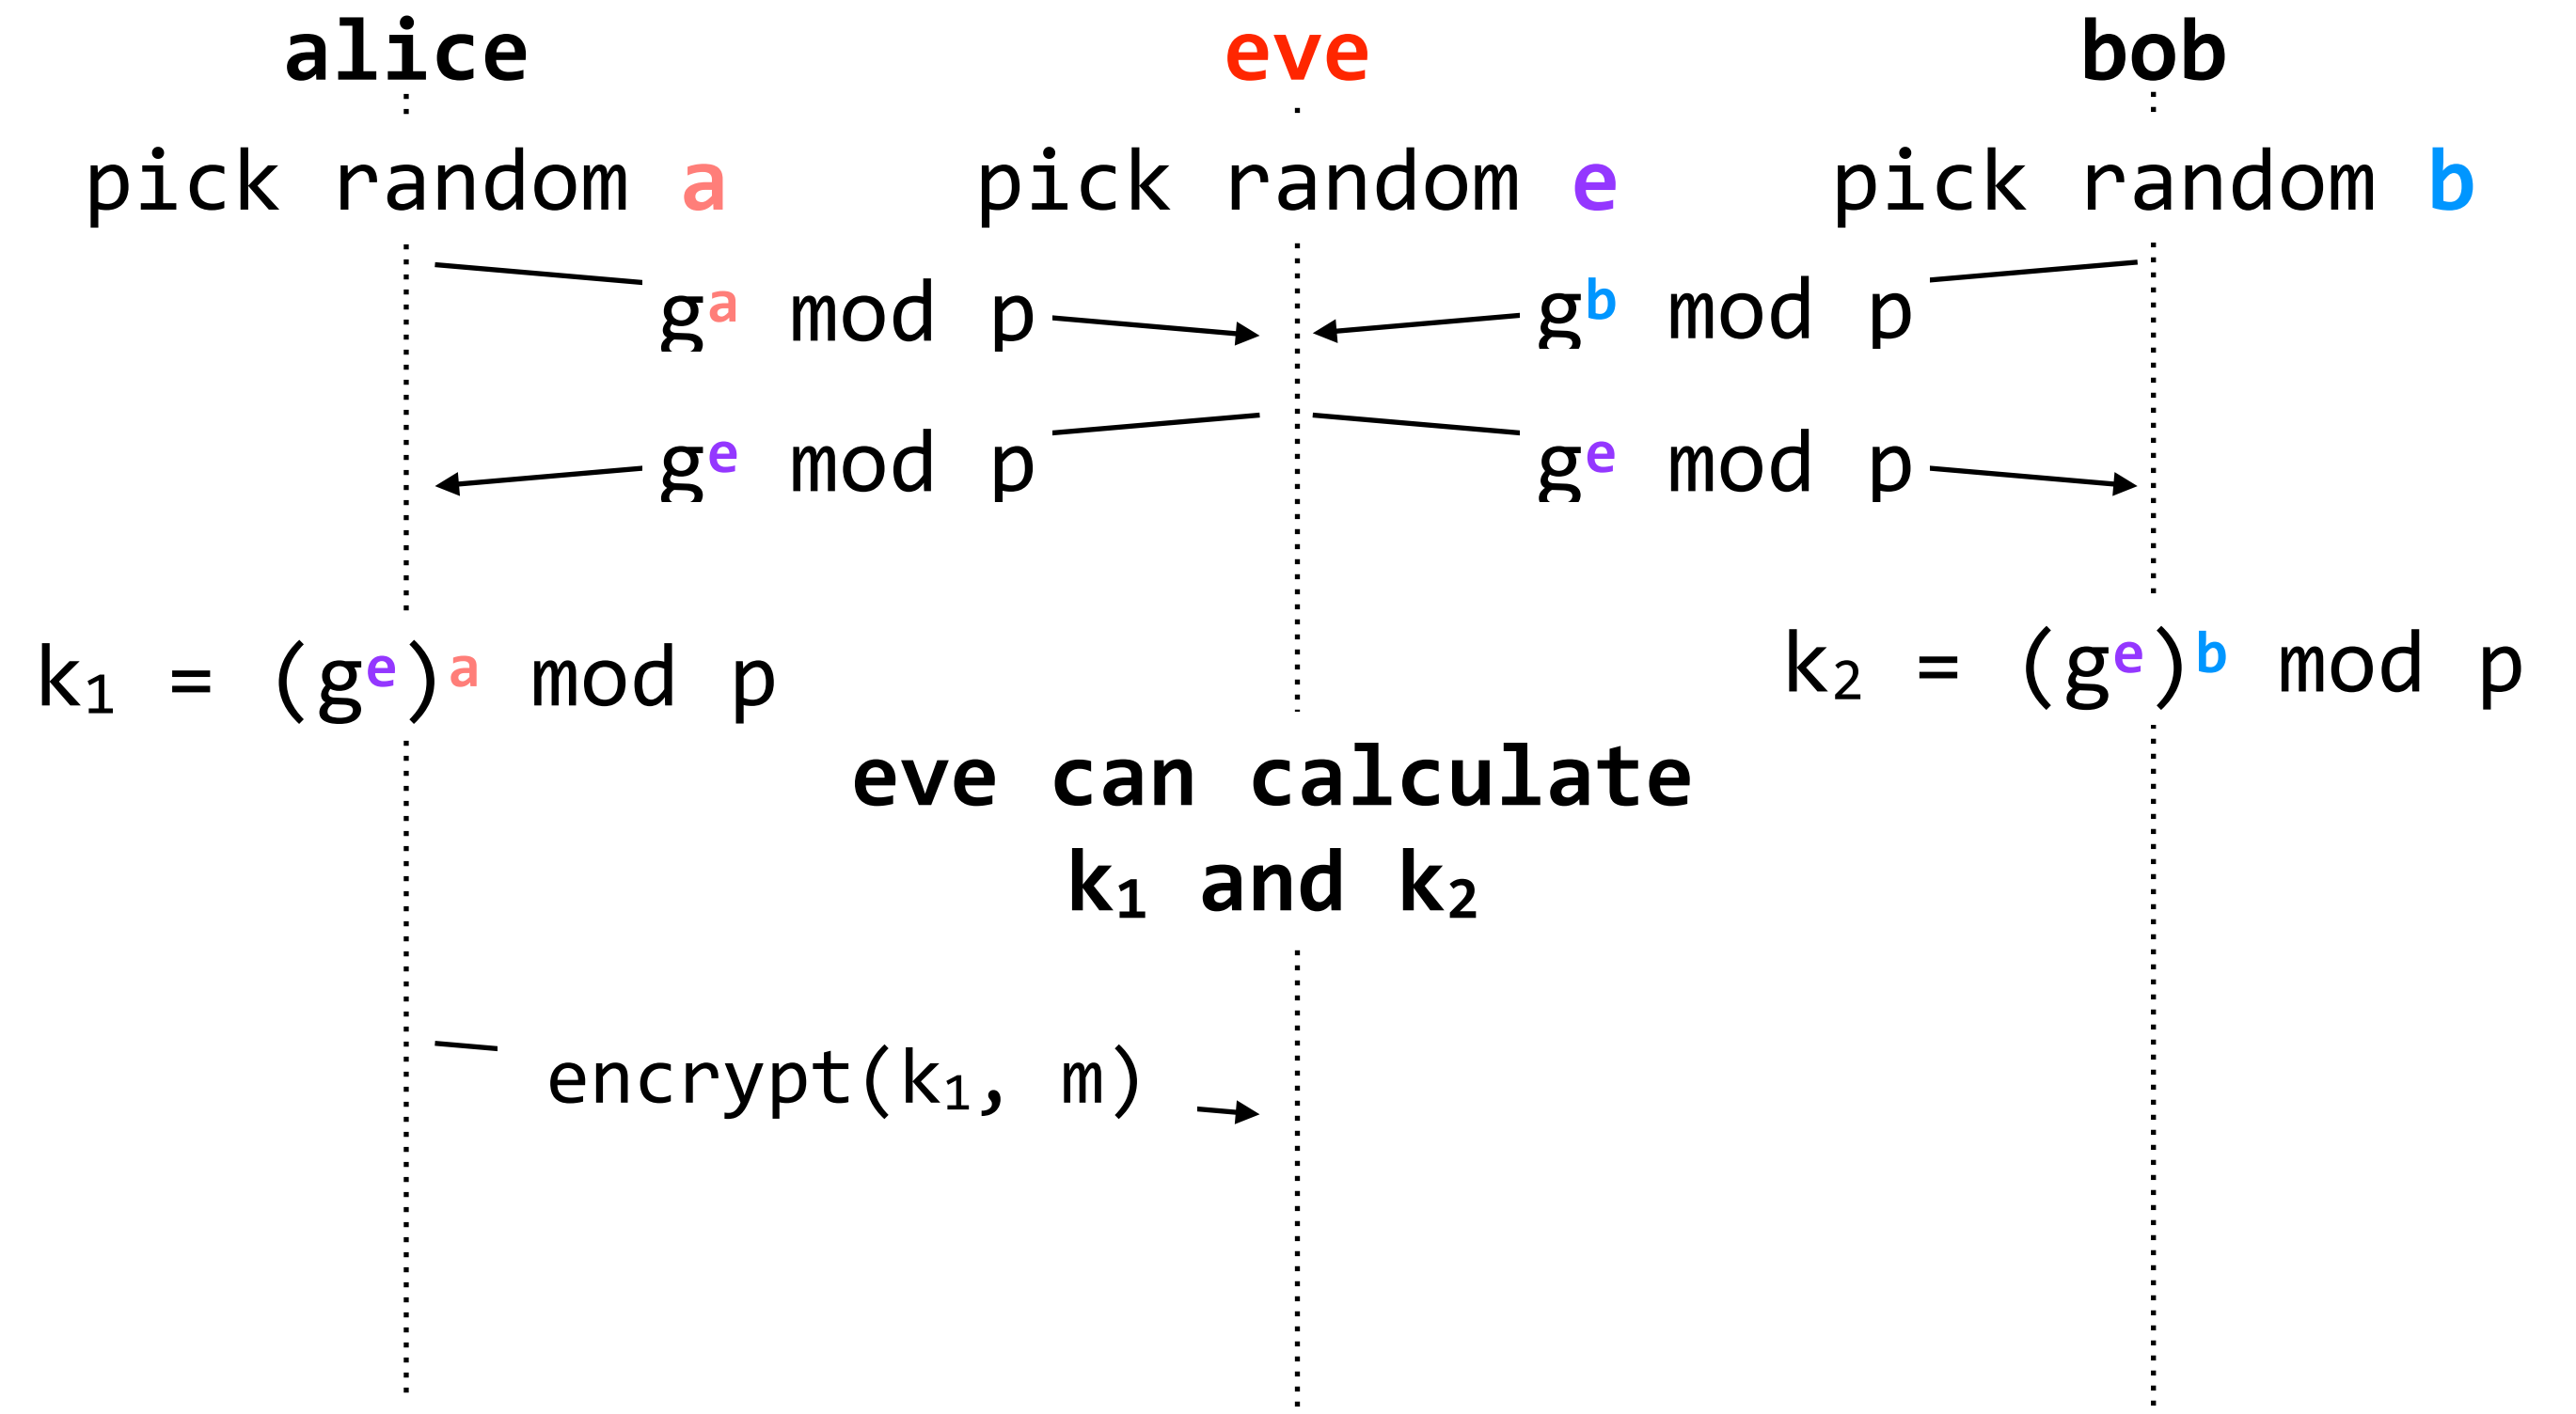 alice eve bob
pick random a pick random e pick random b
gᵃ mod p gᵇ mod p
gᵉ mod p gᵉ mod p
k₁ = (gᵉ)ᵃ mod p k₂ = (gᵉ)ᵇ mod p
eve can calculate
k₁ and k₂
encrypt(k₁, m)